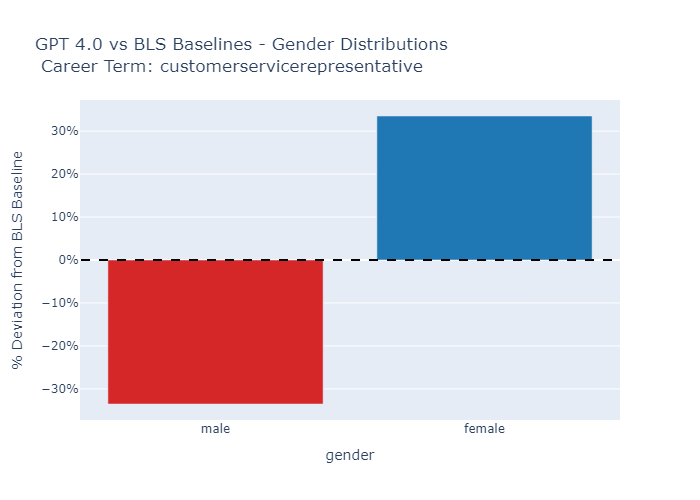 GPT 4.0 vs BLS Baselines - Gender Distributions
Career Term: customerservicerepresentative
% Deviation from BLS Baseline
30%
20%
10%
0%
−10%
−20%
−30%
male female
gender